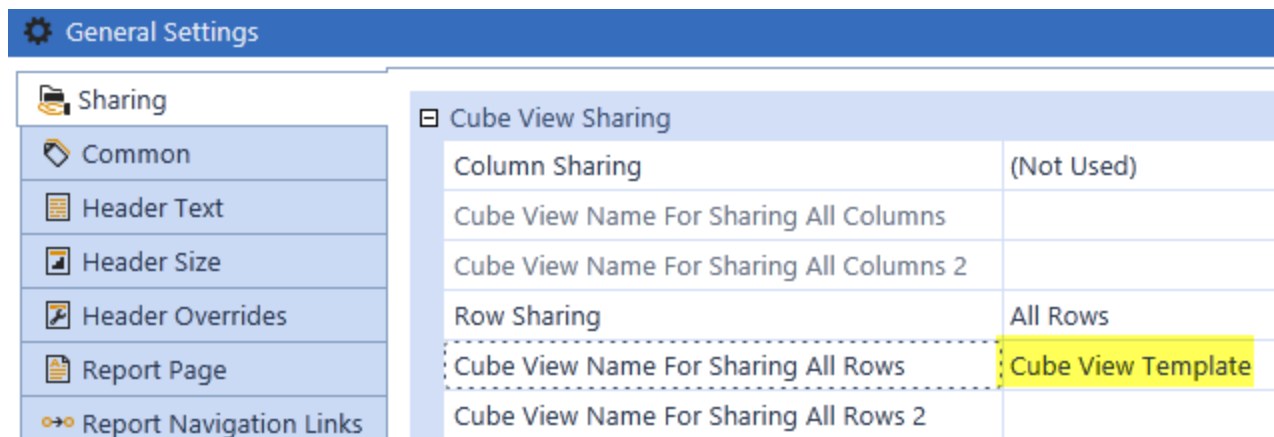 General Settings
Sharing
Common
Header Text
Header Size
Header Overrides
Report Page
Report Navigation Links
Cube View Sharing
Column Sharing (Not Used)
Cube View Name For Sharing All Columns
Cube View Name For Sharing All Columns 2
Row Sharing All Rows
Cube View Name For Sharing All Rows Cube View Template
Cube View Name For Sharing All Rows 2